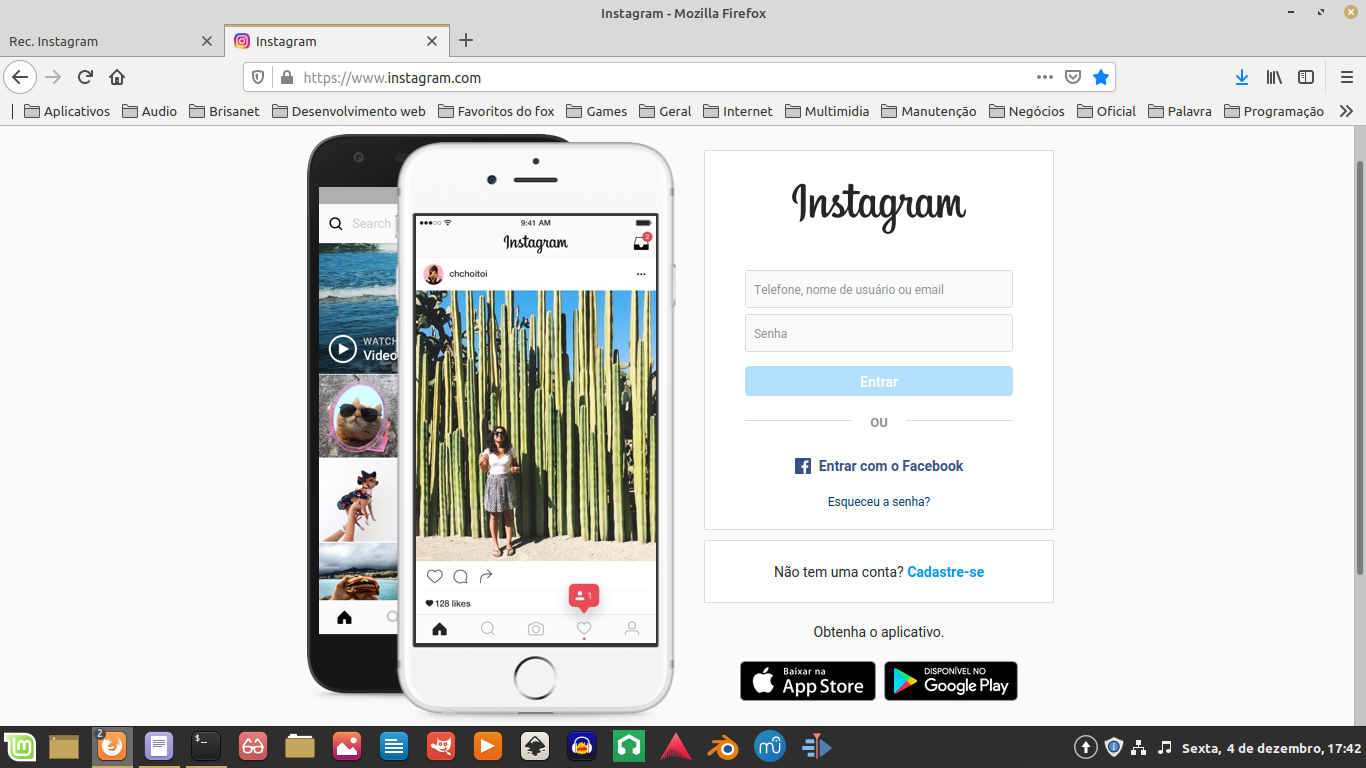 Instagram - Mozilla Firefox
Rec. Instagram
Instagram
https://www.instagram.com
Aplicativos
Audio
Brisanet
Desenvolvimento web
Favoritos do fox
Games
Geral
Internet
Multimidia
Manutenção
Negócios
Oficial
Palavra
Programação
Search
WATCH
Video
9:41 AM
Instagram
2
chchoitoi
128 likes
1
Instagram
Telefone, nome de usuário ou email
Senha
Entrar
OU
Entrar com o Facebook
Esqueceu a senha?
Não tem uma conta? Cadastre-se
Obtenha o aplicativo.
Baixar na
App Store
DISPONÍVEL NO
Google Play
2
$_
Sexta, 4 de dezembro, 17:42